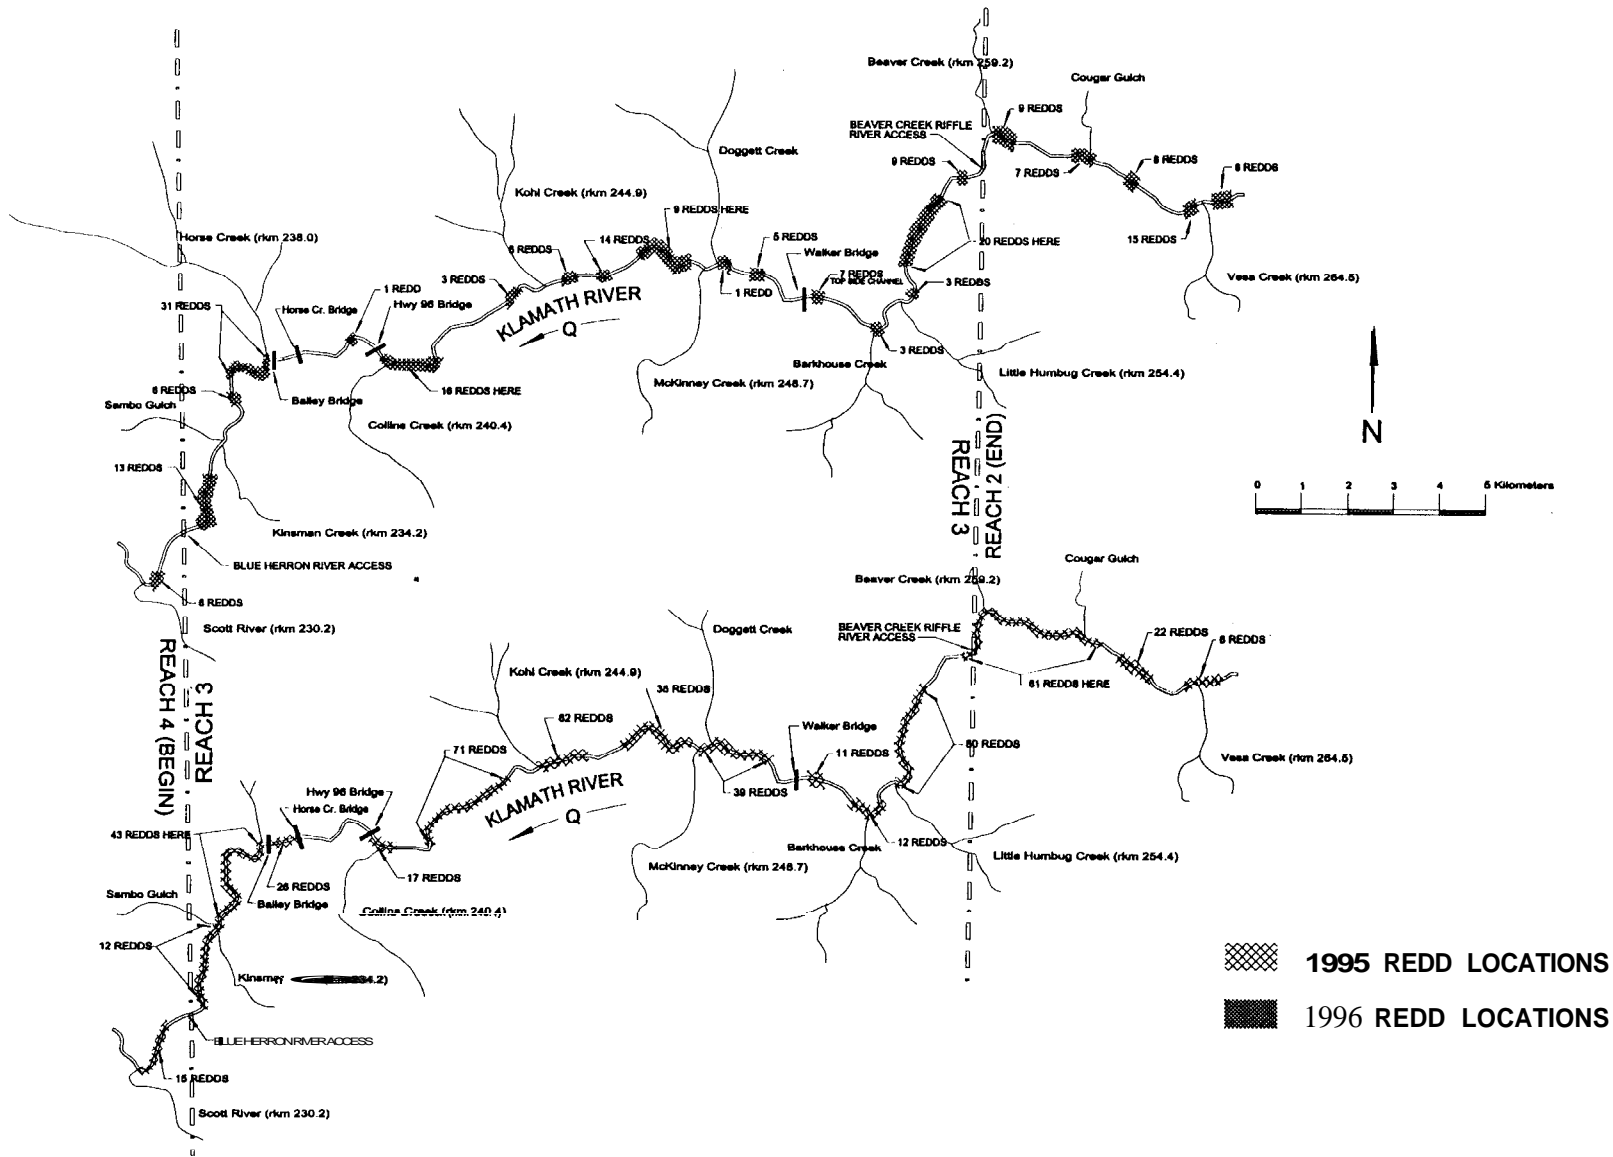 Beaver Creek (rkm 259.2)
Cougar Gulch
9 REDDS
BEAVER CREEK RIFFLE
RIVER ACCESS
Doggett Creek
9 REDDS
7 REDDS
8 REDDS
15 REDDS
Kohl Creek (rkm 244.9)
9 REDDS HERE
20 REDDS HERE
Vesa Creek (rkm 264.5)
Horse Creek (rkm 238.0)
14 REDDS
5 REDDS
Walker Bridge
7 REDDS
TOP SIDE CHANNEL
3 REDDS
3 REDDS
1 REDD
1 REDD
31 REDDS
Horse Cr. Bridge
Hwy 96 Bridge
KLAMATH RIVER
Q
3 REDDS
Barkhouse Creek
McKinney Creek (rkm 248.7)
Little Humbug Creek (rkm 254.4)
16 REDDS HERE
Bailey Bridge
Sambo Gulch
Collins Creek (rkm 240.4)
13 REDDS
Kinsman Creek (rkm 234.2)
BLUE HERRON RIVER ACCESS
REDDS
Scott River (rkm 230.2)
REACH 3
REACH 2 (END)
N
0 1 2 3 4 5 Kilometers
Cougar Gulch
Beaver Creek (rkm 259.2)
BEAVER CREEK RIFFLE
RIVER ACCESS
22 REDDS
6 REDDS
61 REDDS HERE
Doggett Creek
Kohl Creek (rkm 244.9)
35 REDDS
62 REDDS
Walker Bridge
71 REDDS
11 REDDS
REDDS
Vesa Creek (rkm 264.5)
KLAMATH RIVER
Q
39 REDDS
REACH 4 (BEGIN)
REACH 3
Hwy 96 Bridge
Horse Cr. Bridge
43 REDDS HERE
12 REDDS
Barkhouse Creek
Little Humbug Creek (rkm 254.4)
McKinney Creek (rkm 248.7)
17 REDDS
26 REDDS
Bailey Bridge
Sambo Gulch
Collins Creek (rkm 240.4)
12 REDDS
234.2)
BLUE HERRON RIVER ACCESS
15 REDDS
Scott River (rkm 230.2)
1995 REDD LOCATIONS
1996 REDD LOCATIONS